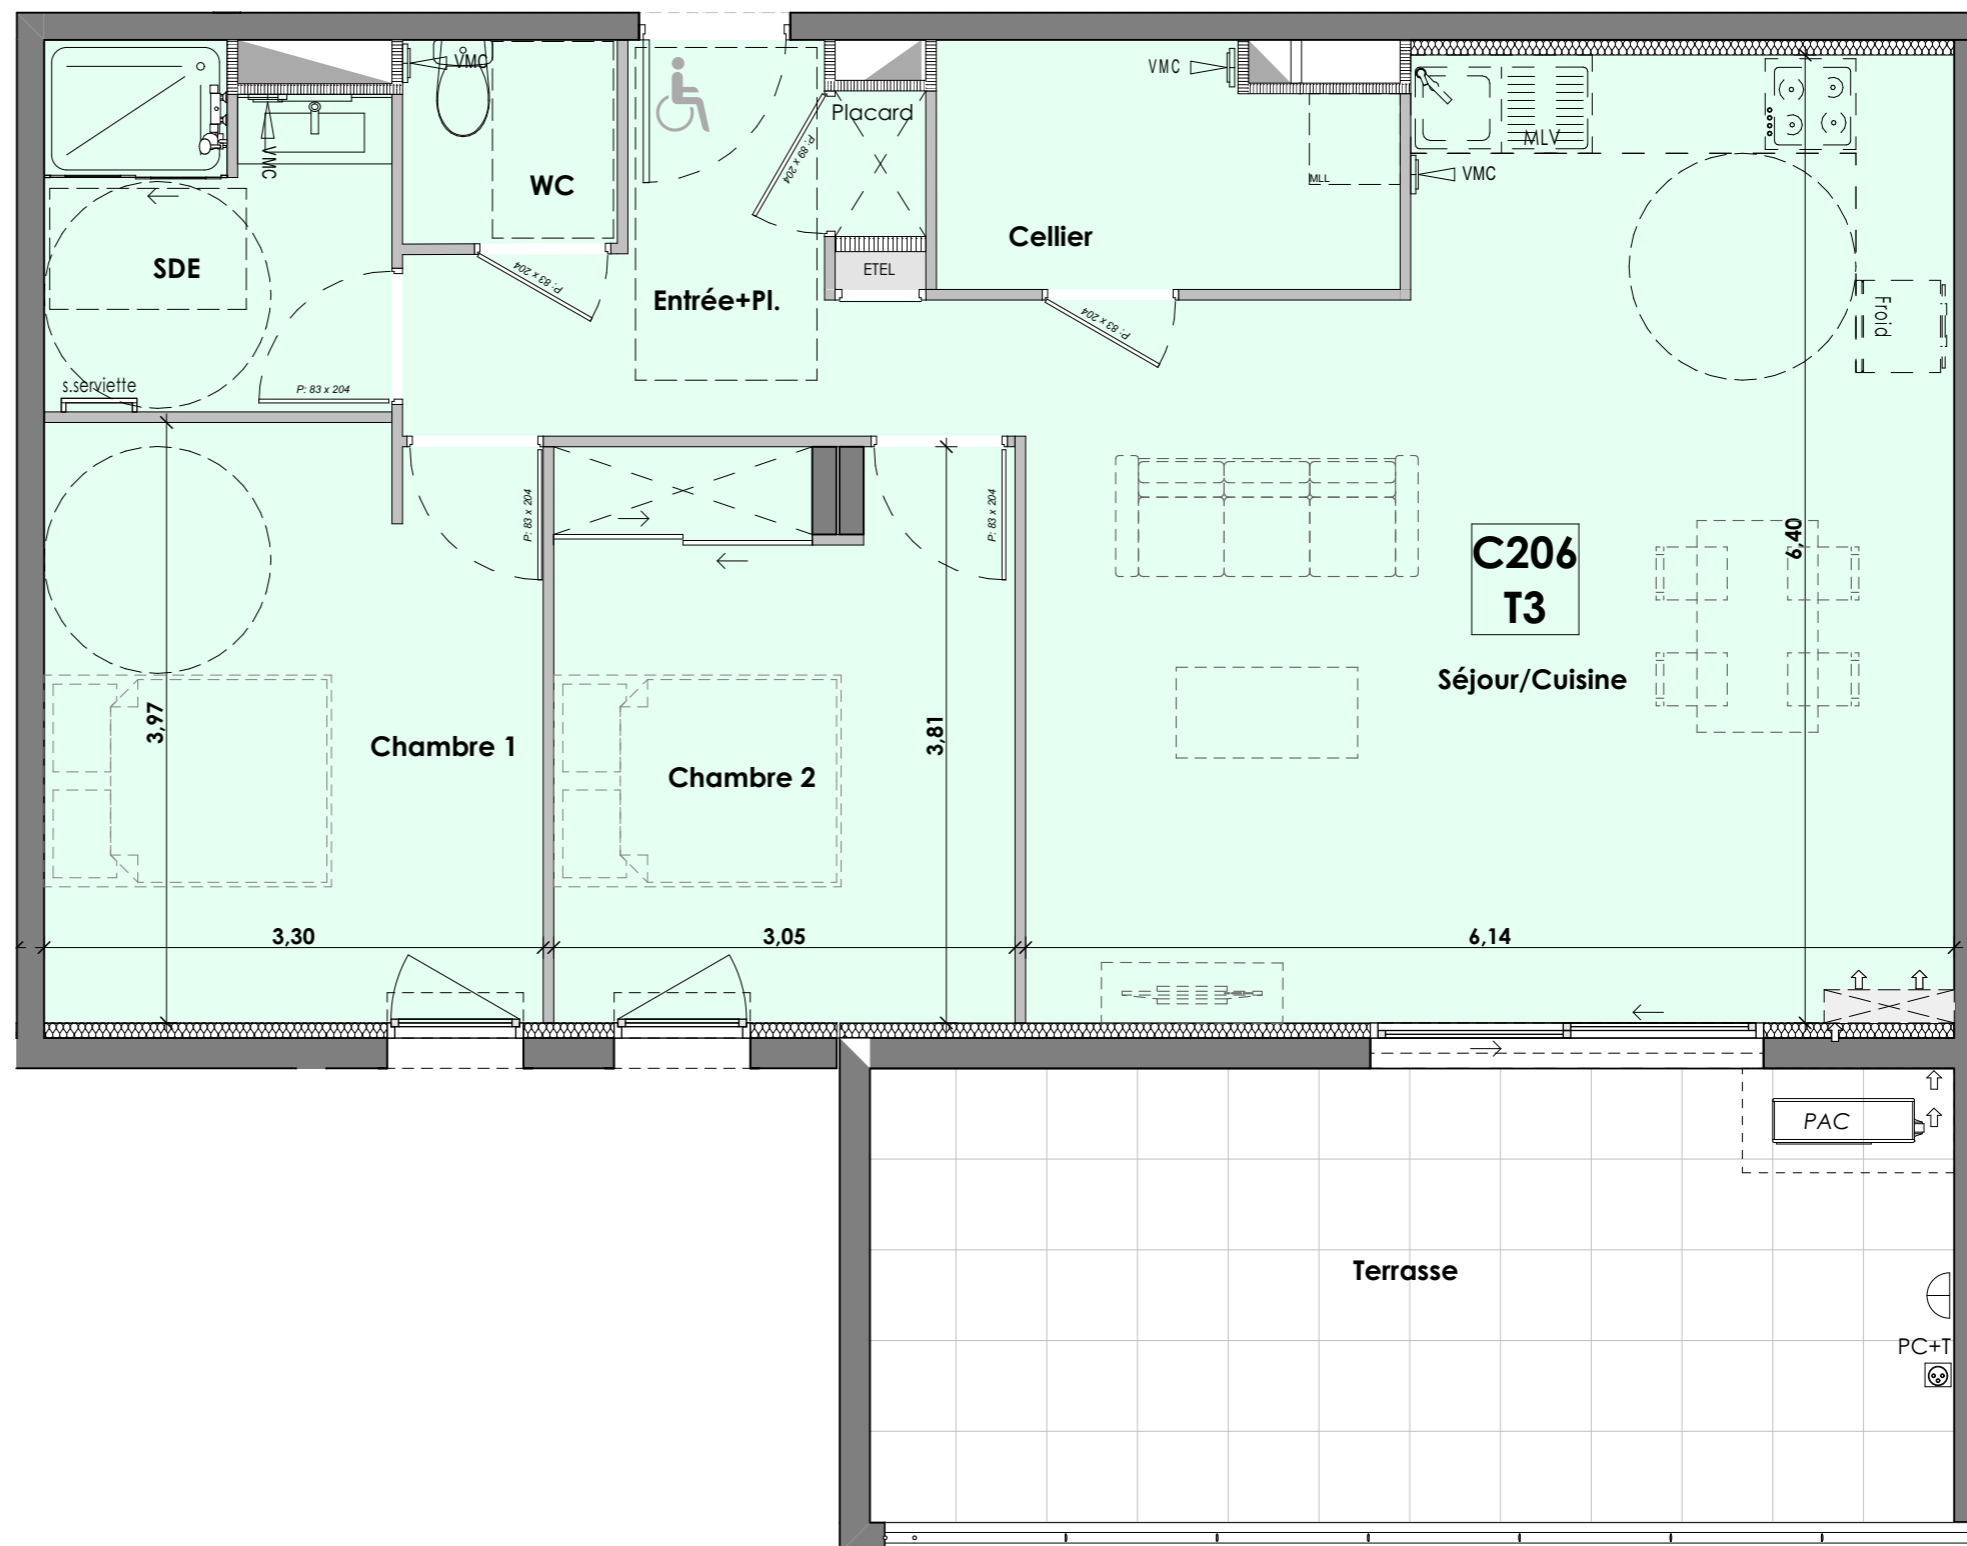 VMC
VMC
VMC
Placard
P: 89 x 204
MLV
MLL
VMC
WC
SDE
Cellier
ETEL
P: 83 x 204
Entrée+Pl.
P: 83 x 204
Froid
s.serviette
P: 83 x 204
P: 83 x 204
P: 83 x 204
C206
T3
6,40
Séjour/Cuisine
3,97
Chambre 1
3,81
Chambre 2
3,30
3,05
6,14
PAC
Terrasse
PC+T